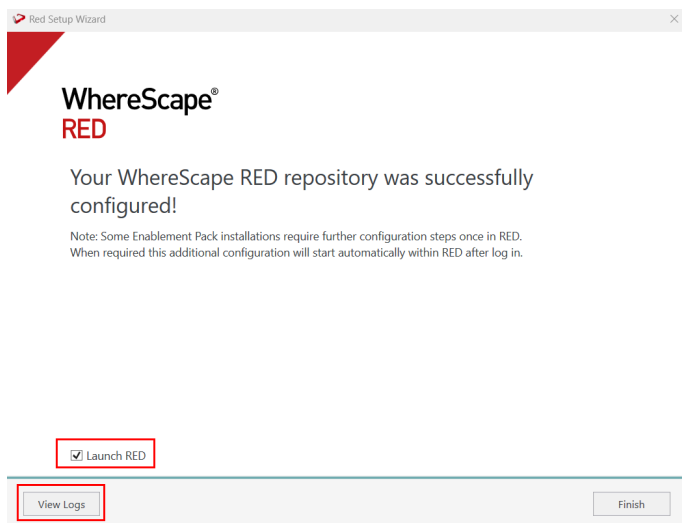 Red Setup Wizard
WhereScape®
RED
Your WhereScape RED repository was successfully
configured!
Note: Some Enablement Pack installations require further configuration steps once in RED.
When required this additional configuration will start automatically within RED after log in.
Launch RED
View Logs
Finish